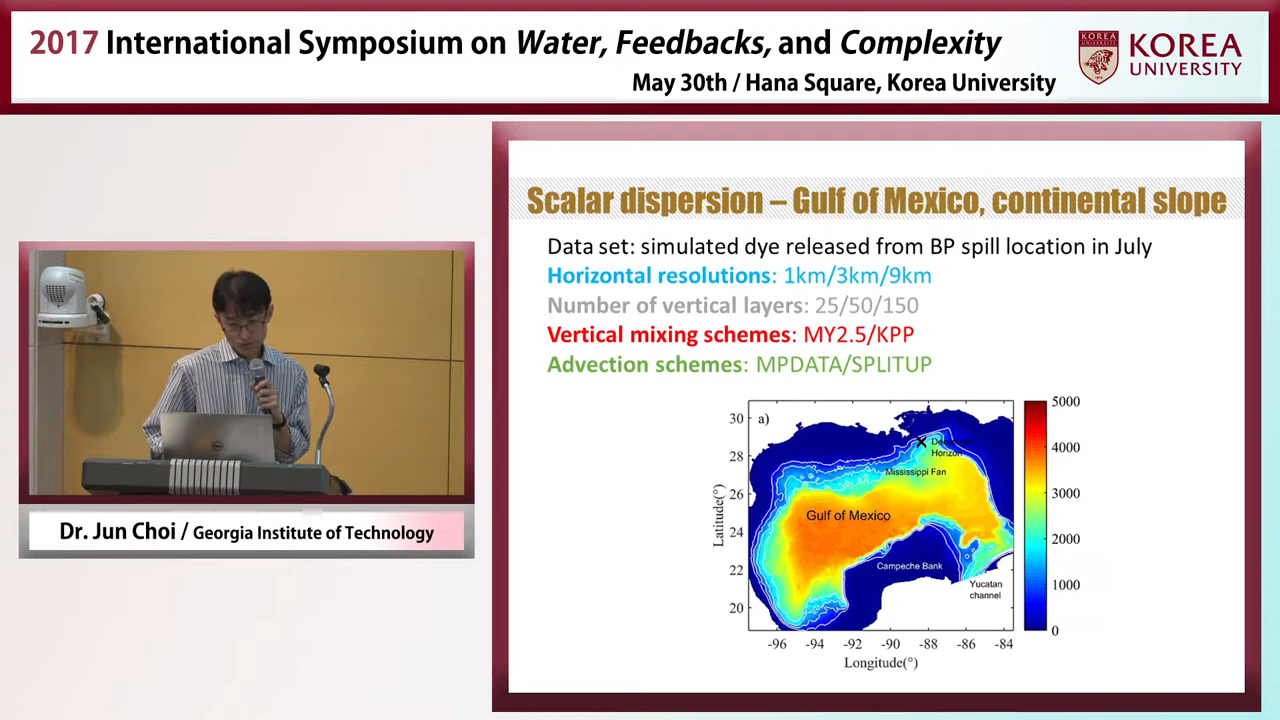 2017 International Symposium on Water, Feedbacks, and Complexity
May 30th / Hana Square, Korea University
KOREA
UNIVERSITY
Scalar dispersion – Gulf of Mexico, continental slope
Data set: simulated dye released from BP spill location in July
Horizontal resolutions: 1km/3km/9km
Number of vertical layers: 25/50/150
Vertical mixing schemes: MY2.5/KPP
Advection schemes: MPDATA/SPLITUP
a)
30
28
26
24
22
20
Latitude(°)
Horizon
Mississippi Fan
Gulf of Mexico
Campeche Bank
Yucatan
channel
-96 -94 -92 -90 -88 -86 -84
Longitude(°)
5000
4000
3000
2000
1000
0
Dr. Jun Choi / Georgia Institute of Technology